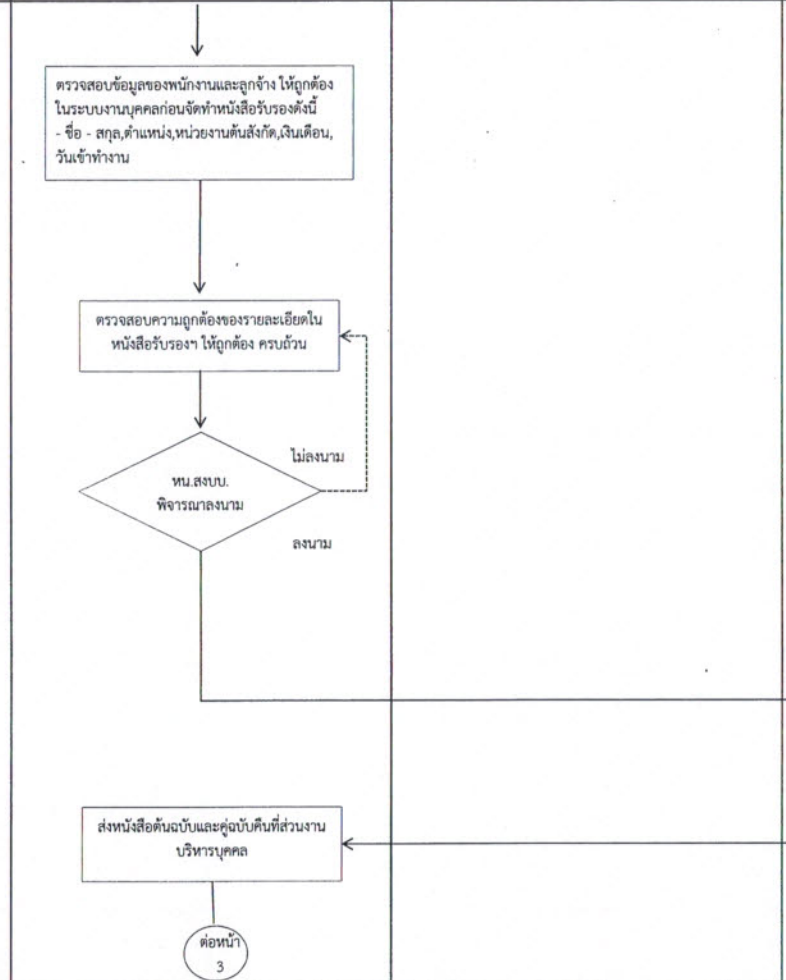 ตรวจสอบข้อมูลของพนักงานและลูกจ้าง ให้ถูกต้อง
ในระบบงานบุคคลก่อนจัดทำหนังสือรับรองดังนี้
- ชื่อ - สกุล,ตำแหน่ง,หน่วยงานต้นสังกัด,เงินเดือน,
วันเข้าทำงาน
ตรวจสอบความถูกต้องของรายละเอียดใน
หนังสือรับรองฯ ให้ถูกต้อง ครบถ้วน
ไม่ลงนาม
หน.สงบบ.
พิจารณาลงนาม
ลงนาม
ส่งหนังสือต้นฉบับและคู่ฉบับคืนที่ส่วนงาน
บริหารบุคคล
ต่อหน้า
3